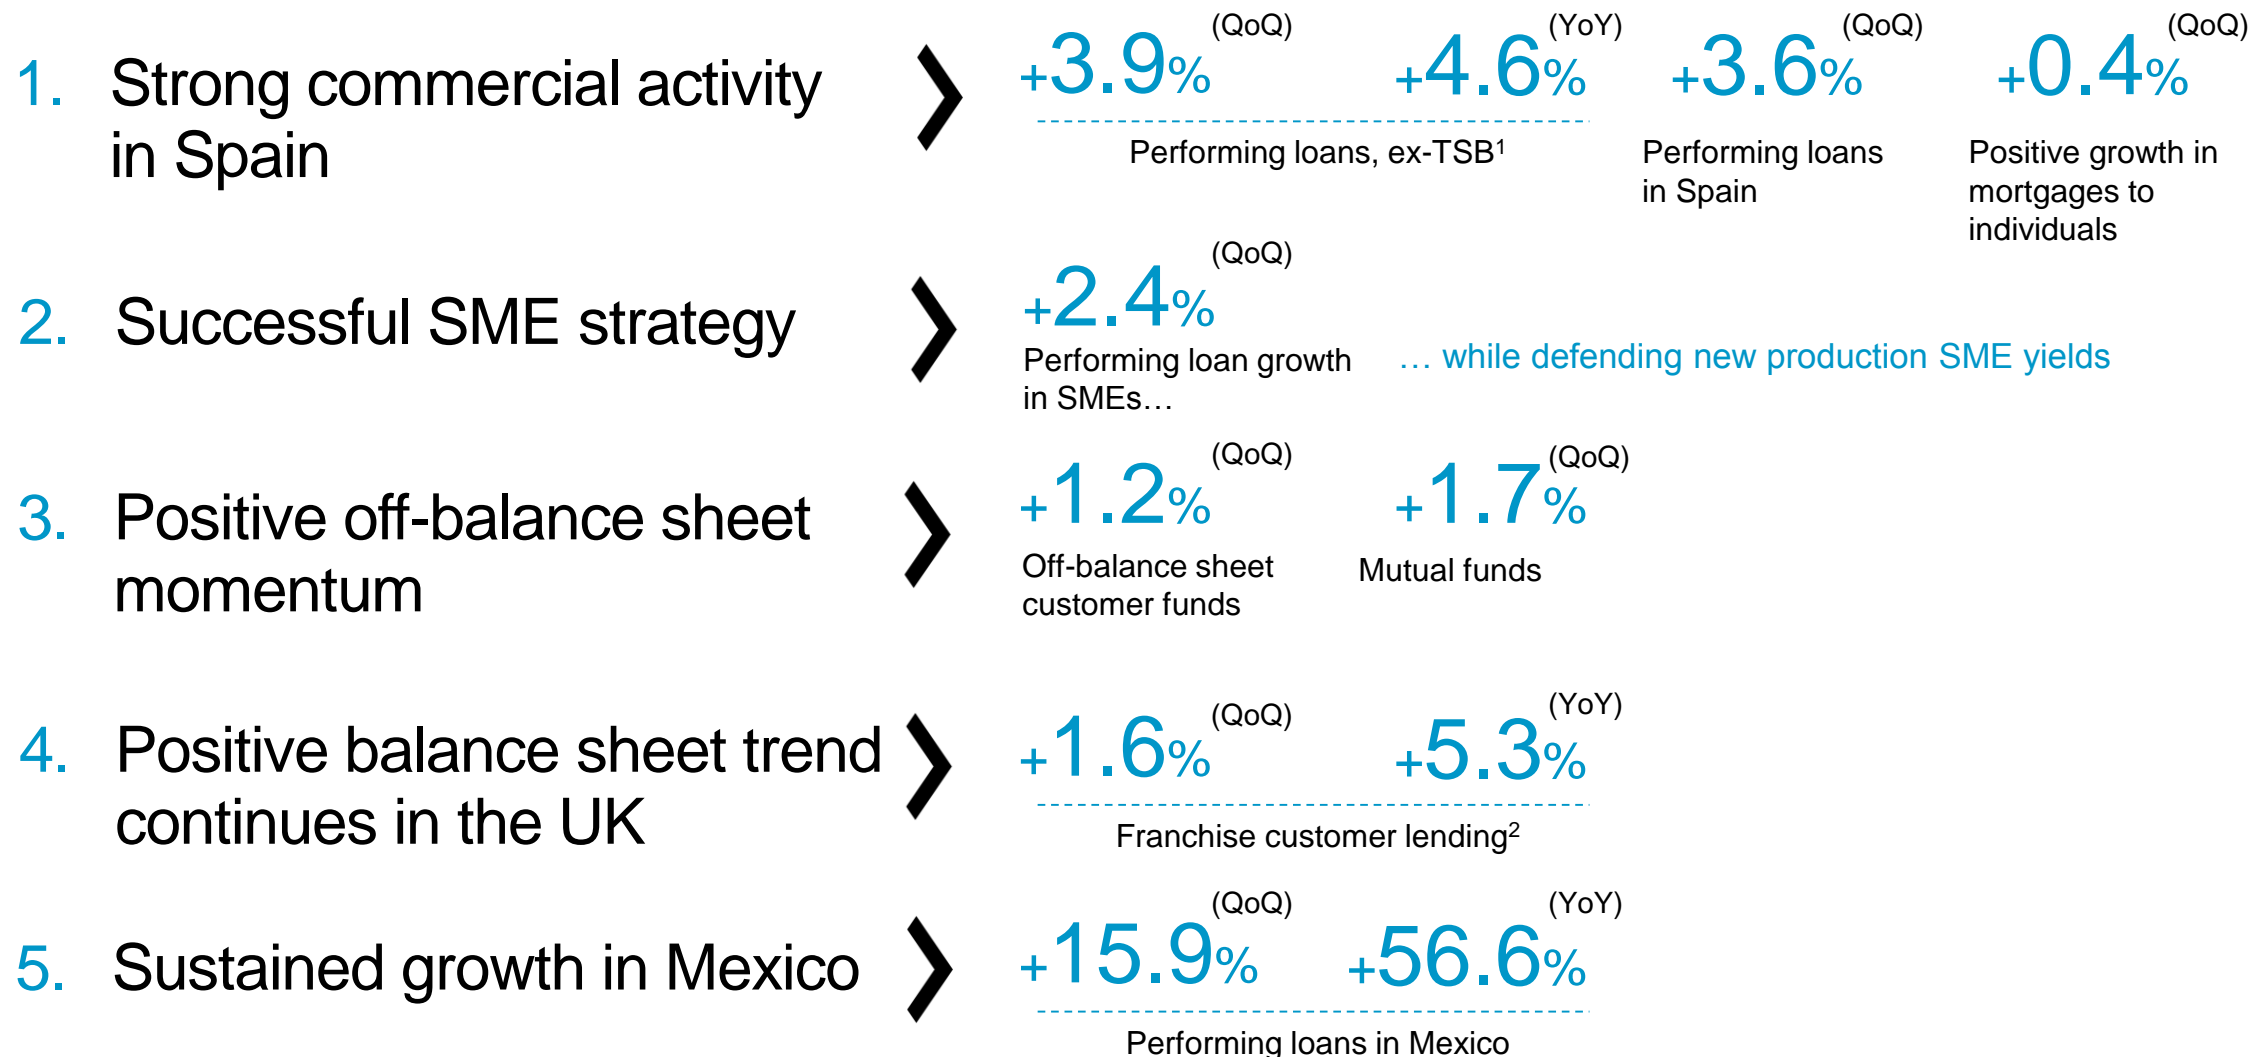 1. Strong commercial activity
in Spain
+3.9% (QoQ)
+4.6% (YoY)
Performing loans, ex-TSB¹
+3.6% (QoQ)
Performing loans
in Spain
+0.4% (QoQ)
Positive growth in
mortgages to
individuals
2. Successful SME strategy
+2.4% (QoQ)
Performing loan growth
in SMEs…
… while defending new production SME yields
3. Positive off-balance sheet
momentum
+1.2% (QoQ)
Off-balance sheet
customer funds
+1.7% (QoQ)
Mutual funds
4. Positive balance sheet trend
continues in the UK
+1.6% (QoQ)
+5.3% (YoY)
Franchise customer lending²
5. Sustained growth in Mexico
+15.9% (QoQ)
+56.6% (YoY)
Performing loans in Mexico